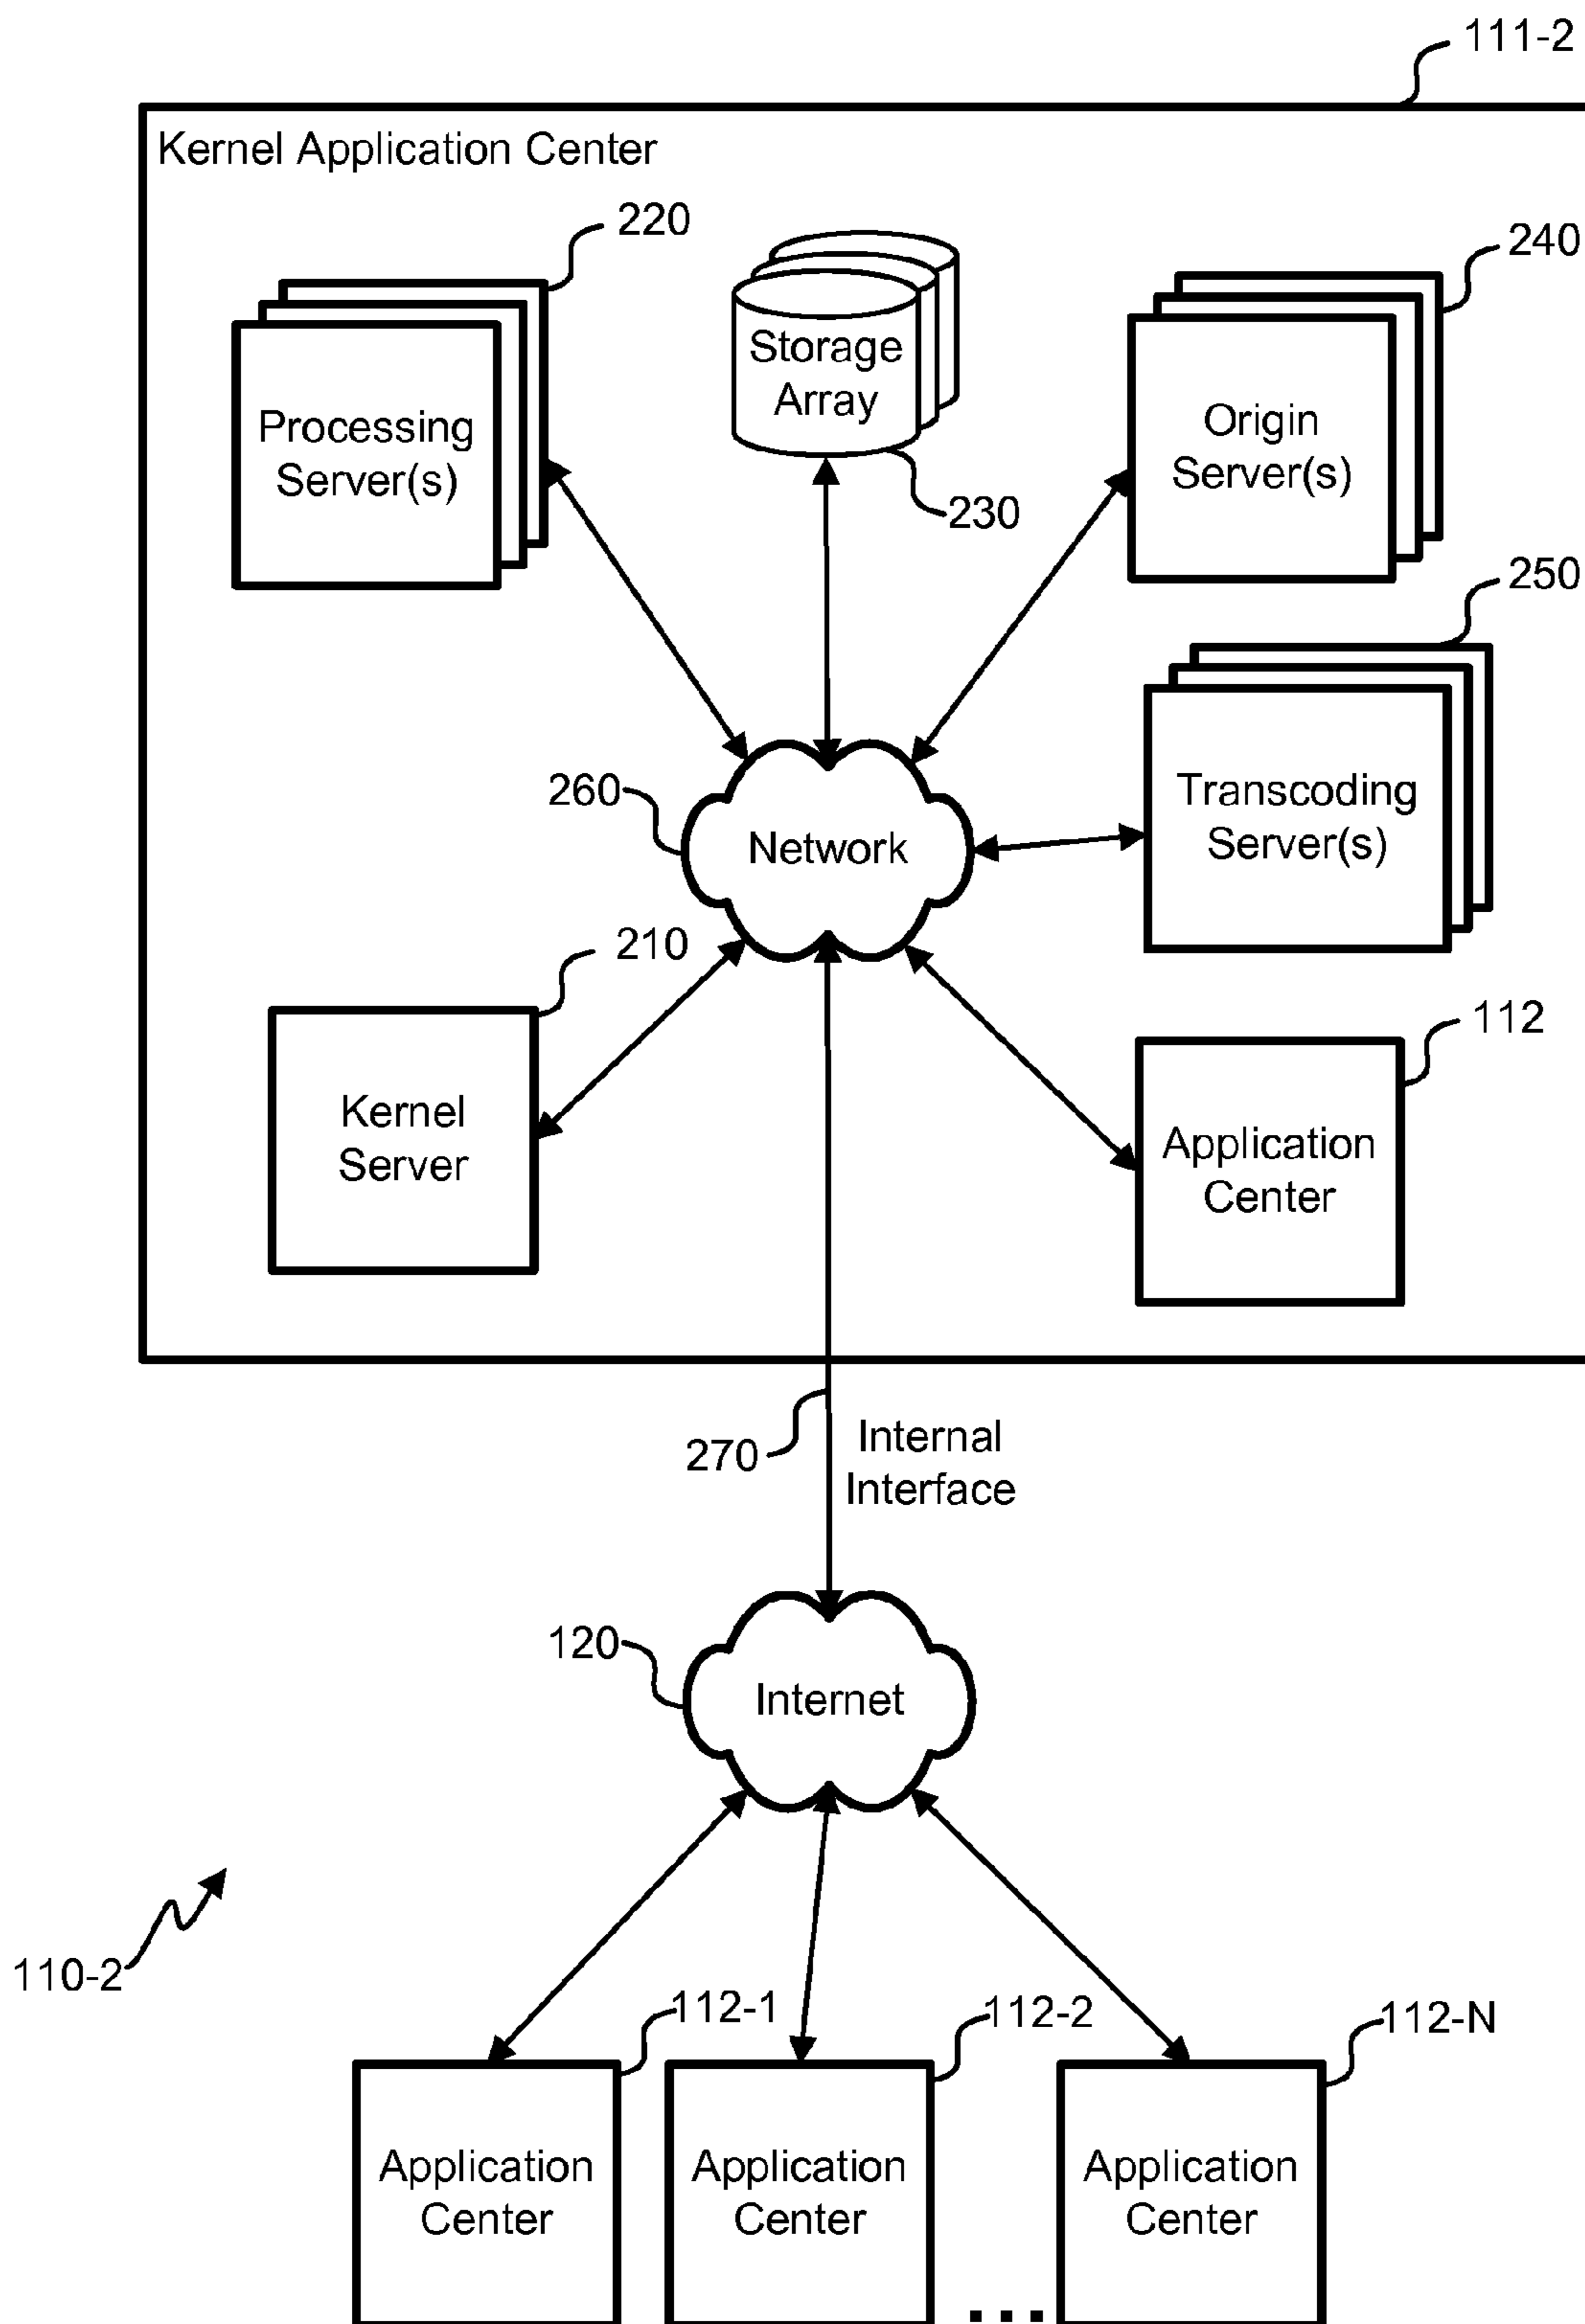 111-2
Kernel Application Center
220
240
Storage
Array
Processing
Server(s)
Origin
Server(s)
230
250
260
Transcoding
Server(s)
Network
210
112
Kernel
Server
Application
Center
270
Internal
Interface
120
Internet
110-2
112-1
112-2
112-N
Application
Center
Application
Center
...
Application
Center